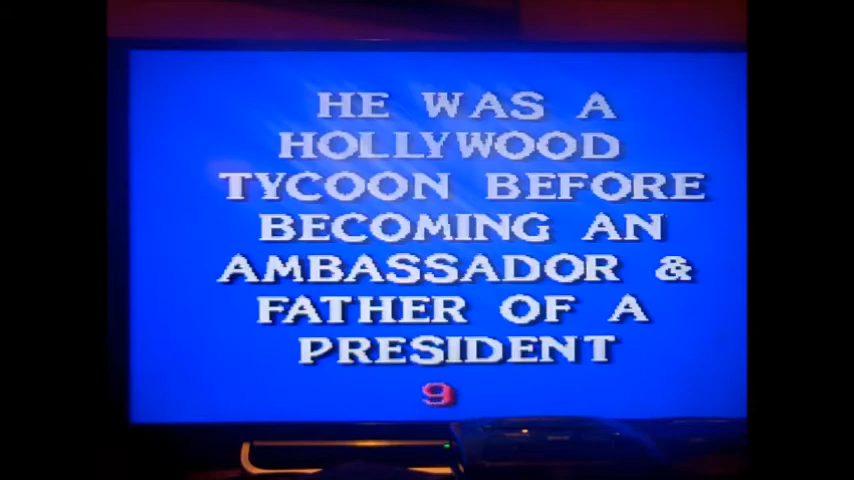 HE WAS A
HOLLYWOOD
TYCOON BEFORE
BECOMING AN
AMBASSADOR &
FATHER OF A
PRESIDENT
9